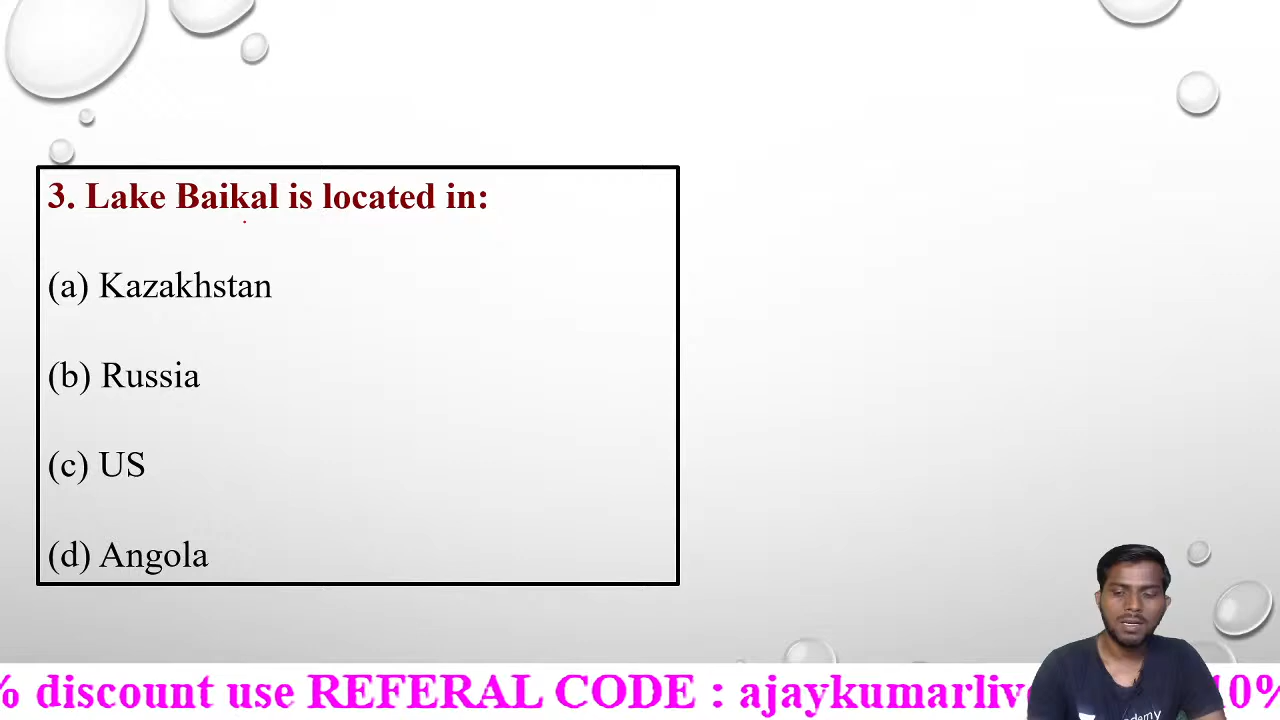 3. Lake Baikal is located in:
(a) Kazakhstan
(b) Russia
(c) US
(d) Angola
% discount use REFERAL CODE : ajaykumarliv 10%